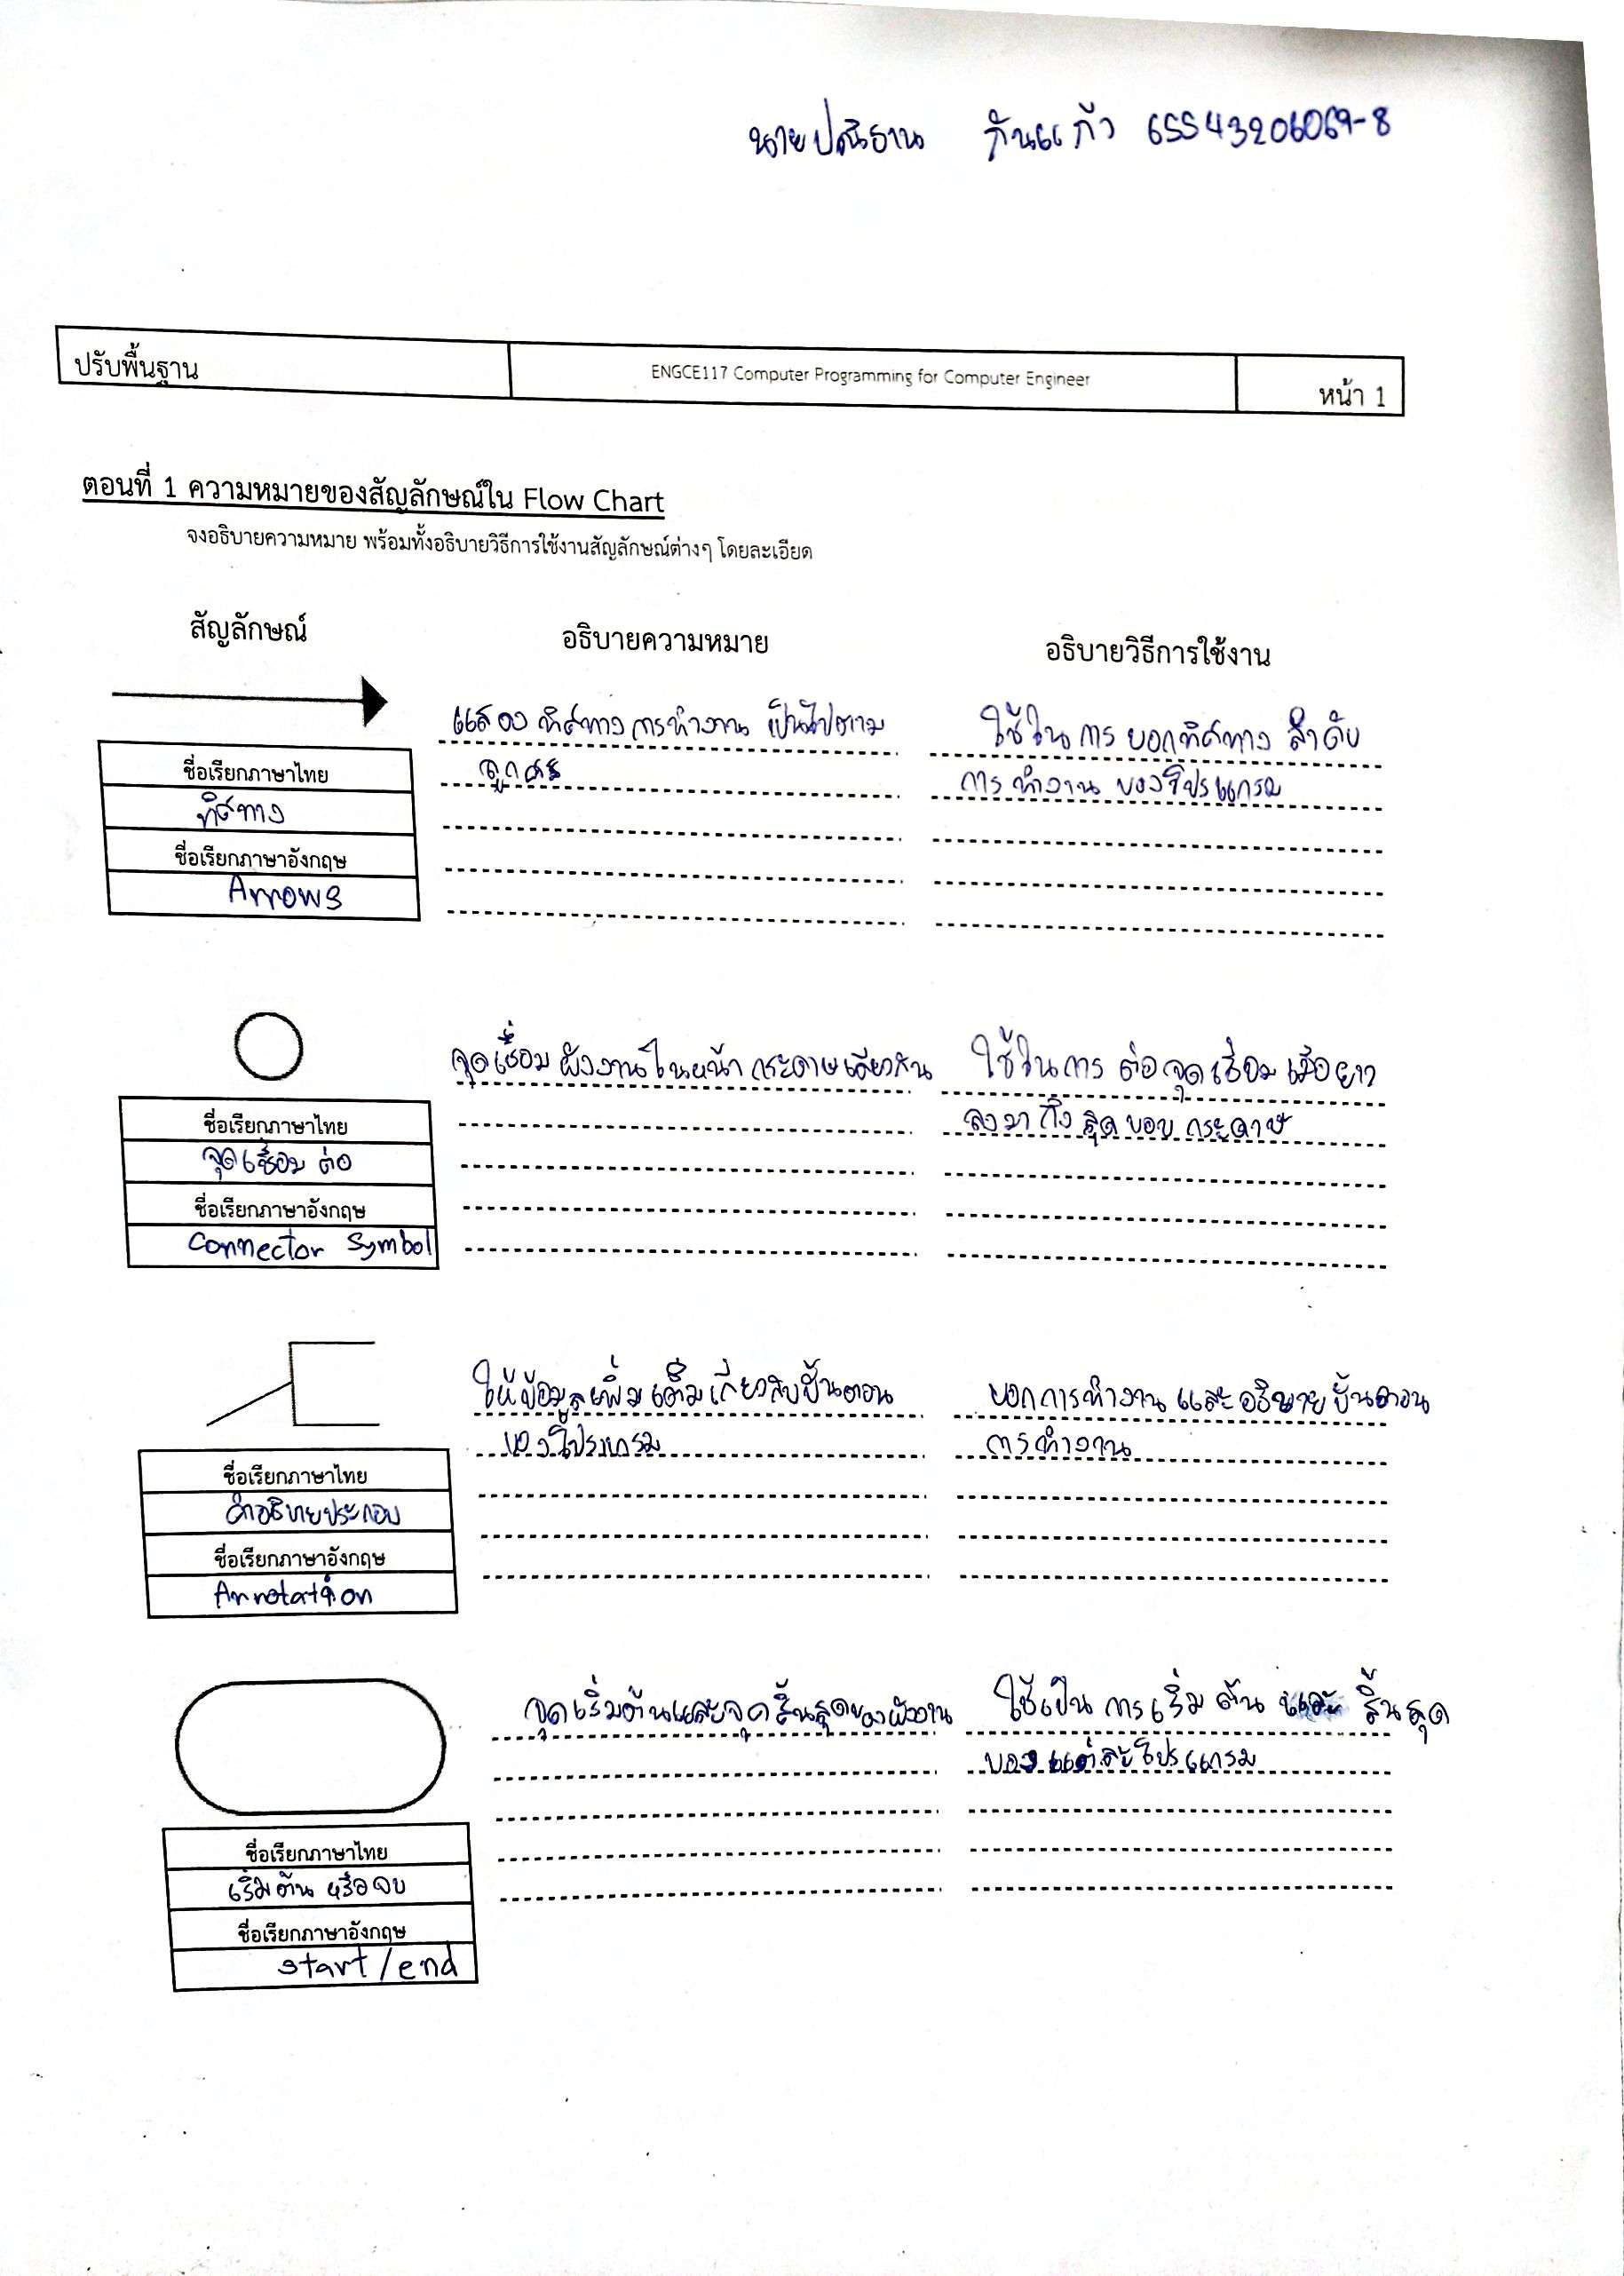 นายปณิธาน กันแก้ว 65543206069-8
ปรับพื้นฐาน
ENGCE117 Computer Programming for Computer Engineer
หน้า 1
ตอนที่ 1 ความหมายของสัญลักษณ์ใน Flow Chart
จงอธิบายความหมาย พร้อมทั้งอธิบายวิธีการใช้งานสัญลักษณ์ต่างๆ โดยละเอียด
สัญลักษณ์
อธิบายความหมาย
อธิบายวิธีการใช้งาน
ชื่อเรียกภาษาไทย
ทิศทาง
ชื่อเรียกภาษาอังกฤษ
Arrows
แสดง ทิศทาง การทำงาน เป็นไปตาม
ลูกศร
ใช้ใน การ บอกทิศทาง ลำดับ
การ ทำงาน ของโปรแกรม
ชื่อเรียกภาษาไทย
จุดเชื่อม ต่อ
ชื่อเรียกภาษาอังกฤษ
Connector Symbol
จุดเชื่อม ผังงานในหน้า กระดาษเดียวกัน
ใช้ในการ ต่อจุดเชื่อม เมื่อยาว
ลงมา ถึง สุด ขอบ กระดาษ
ชื่อเรียกภาษาไทย
คำอธิบายประกอบ
ชื่อเรียกภาษาอังกฤษ
Annotation
ให้ข้อมูลเพิ่มเติมเกี่ยวกับขั้นตอน
ของโปรแกรม
บอกการทำงาน และอธิบายขั้นตอน
การทำงาน
ชื่อเรียกภาษาไทย
เริ่มต้น หรือจบ
ชื่อเรียกภาษาอังกฤษ
start/end
จุดเริ่มต้นและจุดสิ้นสุดของผังงาน
ใช้เป็น การเริ่ม ต้น และ สิ้นสุด
ของ แต่ละโปรแกรม